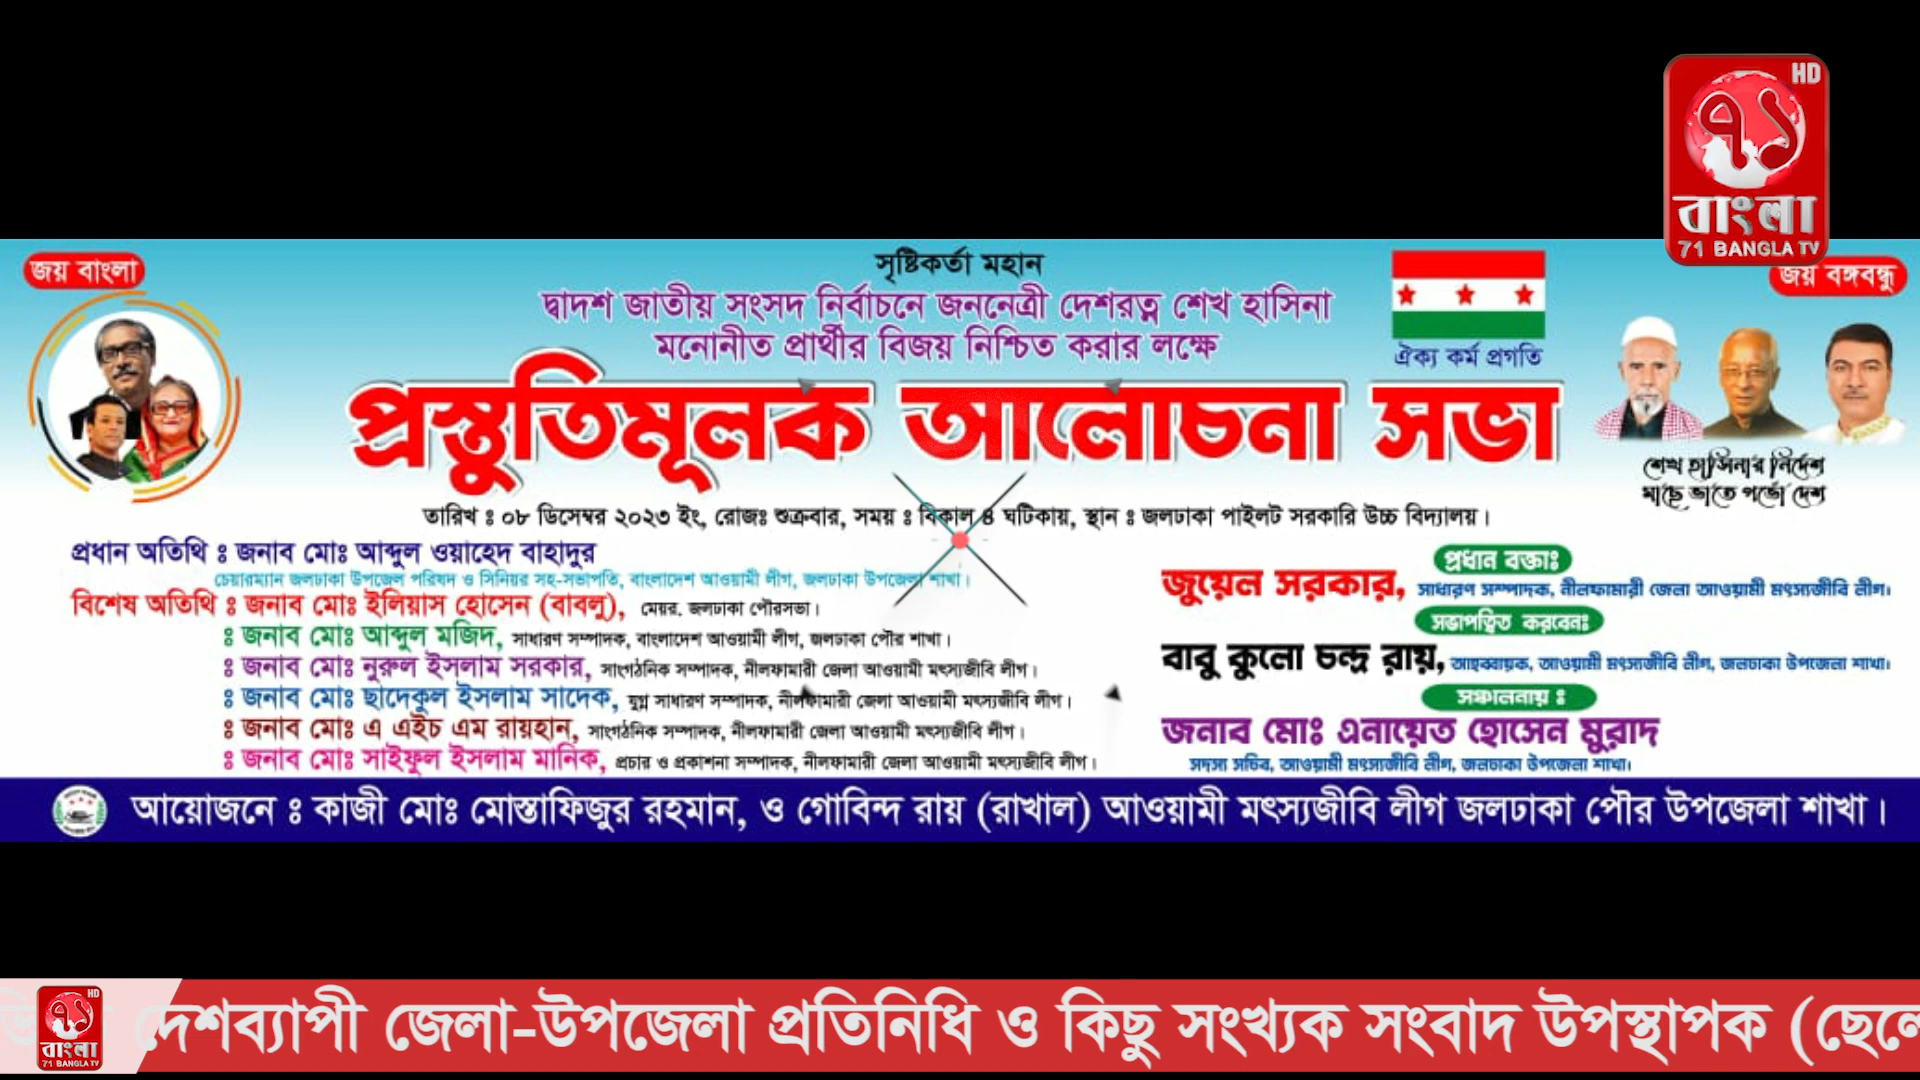 HD
৭১
বাংলা
71 BANGLA TV
জয় বাংলা
সৃষ্টিকর্তা মহান
জয় বঙ্গবন্ধু
দ্বাদশ জাতীয় সংসদ নির্বাচনে জননেত্রী দেশরত্ন শেখ হাসিনা
মনোনীত প্রার্থীর বিজয় নিশ্চিত করার লক্ষে
ঐক্য কর্ম প্রগতি
প্রস্তুতিমূলক আলোচনা সভা
শেখ হাসিনার নির্দেশ
মাছে ভাতে গর্বো দেশ
তারিখ ঃ ০৮ ডিসেম্বর ২০২৩ ইং, রোজঃ শুক্রবার, সময় ঃ বিকাল ৪ ঘটিকায়, স্থান ঃ জলঢাকা পাইলট সরকারি উচ্চ বিদ্যালয়।
প্রধান অতিথি ঃ জনাব মোঃ আব্দুল ওয়াহেদ বাহাদুর
চেয়ারম্যান জলঢাকা উপজেল পরিষদ ও সিনিয়র সহ-সভাপতি, বাংলাদেশ আওয়ামী লীগ, জলঢাকা উপজেলা শাখা।
বিশেষ অতিথি ঃ জনাব মোঃ ইলিয়াস হোসেন (বাবলু), মেয়র, জলঢাকা পৌরসভা।
ঃ জনাব মোঃ আব্দুল মজিদ, সাধারণ সম্পাদক, বাংলাদেশ আওয়ামী লীগ, জলঢাকা পৌর শাখা।
ঃ জনাব মোঃ নুরুল ইসলাম সরকার, সাংগঠনিক সম্পাদক, নীলফামারী জেলা আওয়ামী মৎস্যজীবি লীগ।
ঃ জনাব মোঃ ছাদেকুল ইসলাম সাদেক, যুগ্ন সাধারণ সম্পাদক, নীলফামারী জেলা আওয়ামী মৎস্যজীবি লীগ।
ঃ জনাব মোঃ এ এইচ এম রায়হান, সাংগঠনিক সম্পাদক, নীলফামারী জেলা আওয়ামী মৎস্যজীবি লীগ।
ঃ জনাব মোঃ সাইফুল ইসলাম মানিক, প্রচার ও প্রকাশনা সম্পাদক, নীলফামারী জেলা আওয়ামী মৎস্যজীবি লীগ।
প্রধান বক্তাঃ
জুয়েল সরকার, সাধারণ সম্পাদক, নীলফামারী জেলা আওয়ামী মৎস্যজীবি লীগ।
সভাপত্বিত করবেনঃ
বাবু কুলো চন্দ্র রায়, আহব্বায়ক, আওয়ামী মৎস্যজীবি লীগ, জলঢাকা উপজেলা শাখা।
সঞ্চালনায় ঃ
জনাব মোঃ এনায়েত হোসেন মুরাদ
সদস্য সচিব, আওয়ামী মৎস্যজীবি লীগ, জলঢাকা উপজেলা শাখা।
আয়োজনে ঃ কাজী মোঃ মোস্তাফিজুর রহমান, ও গোবিন্দ রায় (রাখাল) আওয়ামী মৎস্যজীবি লীগ জলঢাকা পৌর উপজেলা শাখা।
HD
৭১
বাংলা
71 BANGLA TV
দেশব্যাপী জেলা-উপজেলা প্রতিনিধি ও কিছু সংখ্যক সংবাদ উপস্থাপক (ছেলে